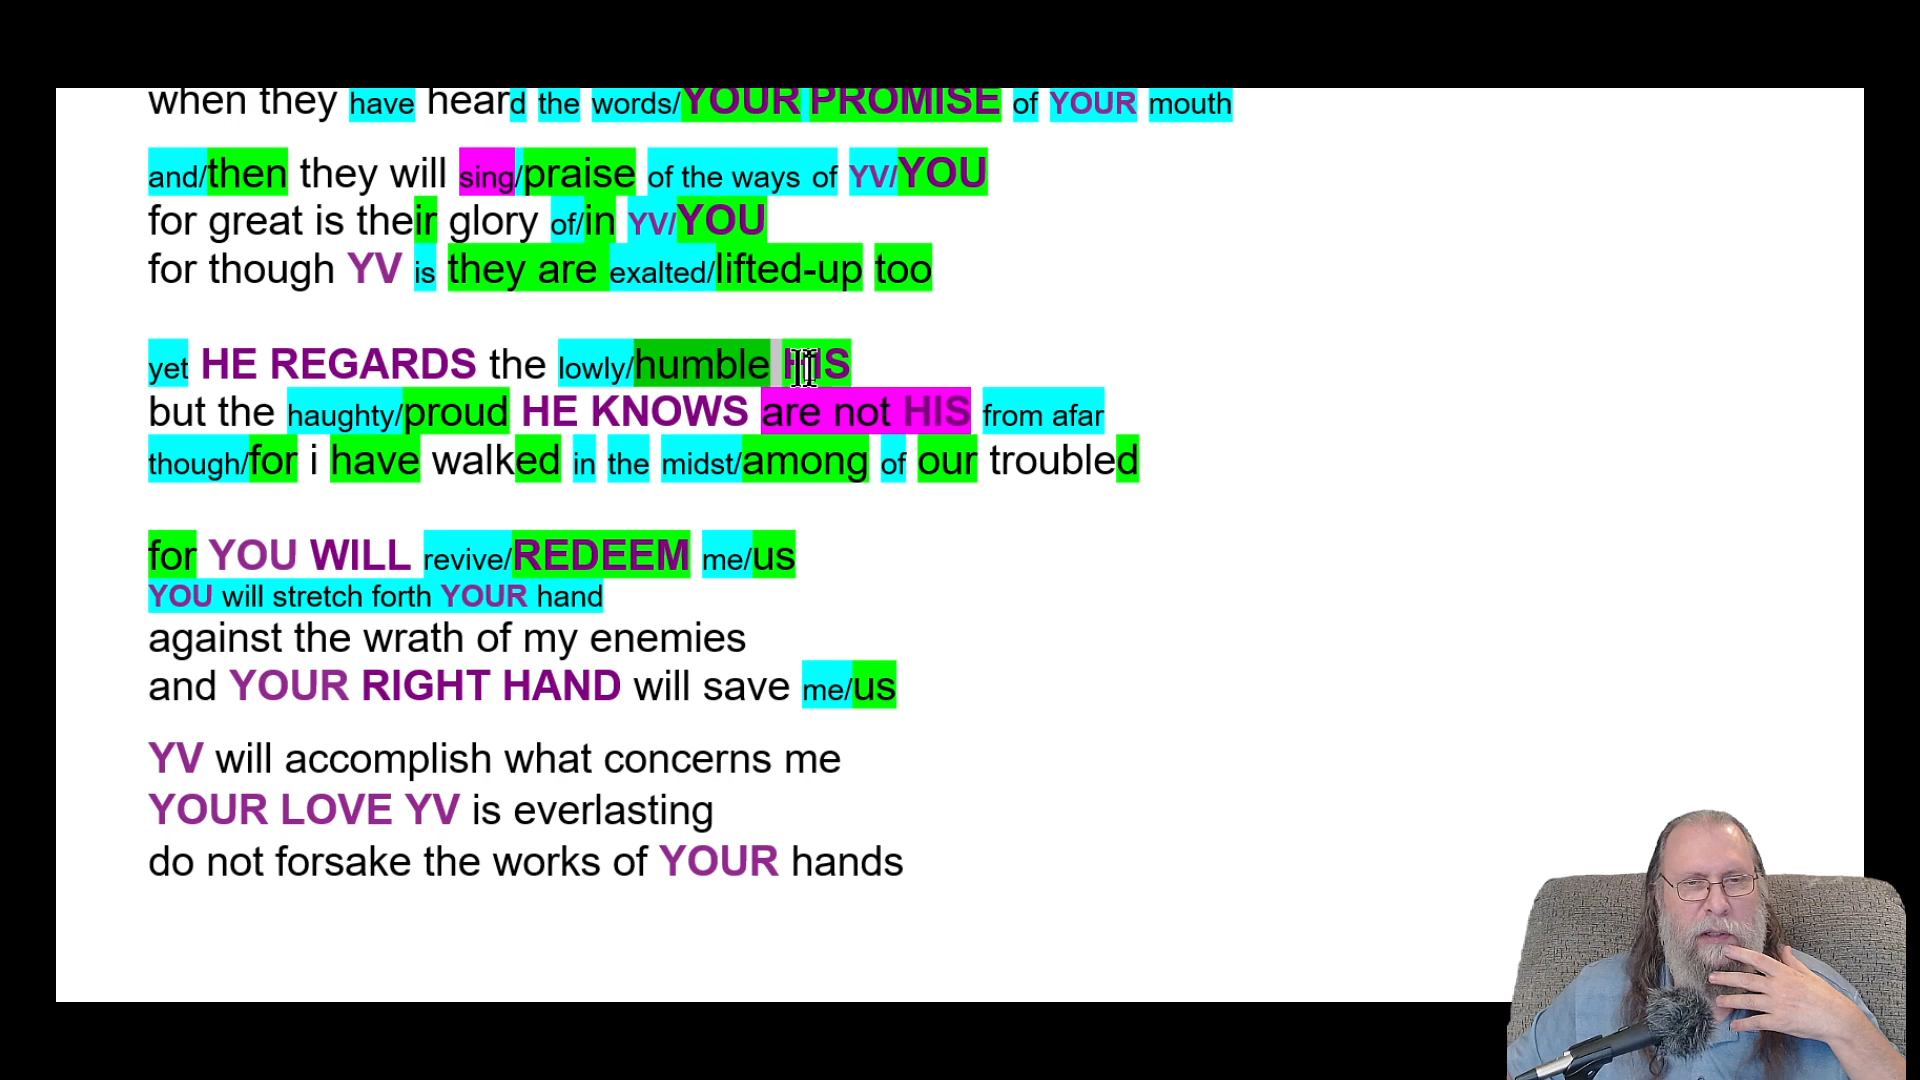 when they have heard the words/YOUR PROMISE of YOUR mouth
and/then they will sing/praise of the ways of YV/YOU
for great is their glory of/in YV/YOU
for though YV is they are exalted/lifted-up too
yet HE REGARDS the lowly/humble HIS
but the haughty/proud HE KNOWS are not HIS from afar
though/for i have walked in the midst/among of our troubled
for YOU WILL revive/REDEEM me/us
YOU will stretch forth YOUR hand
against the wrath of my enemies
and YOUR RIGHT HAND will save me/us
YV will accomplish what concerns me
YOUR LOVE YV is everlasting
do not forsake the works of YOUR hands